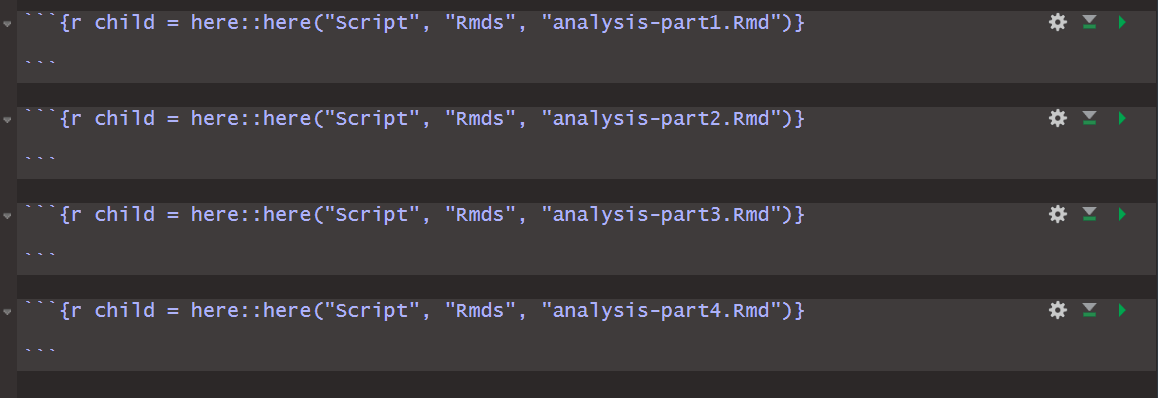 ```{r child = here::here("Script", "Rmds", "analysis-part1.Rmd")}
```
```{r child = here::here("Script", "Rmds", "analysis-part2.Rmd")}
```
```{r child = here::here("Script", "Rmds", "analysis-part3.Rmd")}
```
```{r child = here::here("Script", "Rmds", "analysis-part4.Rmd")}
```